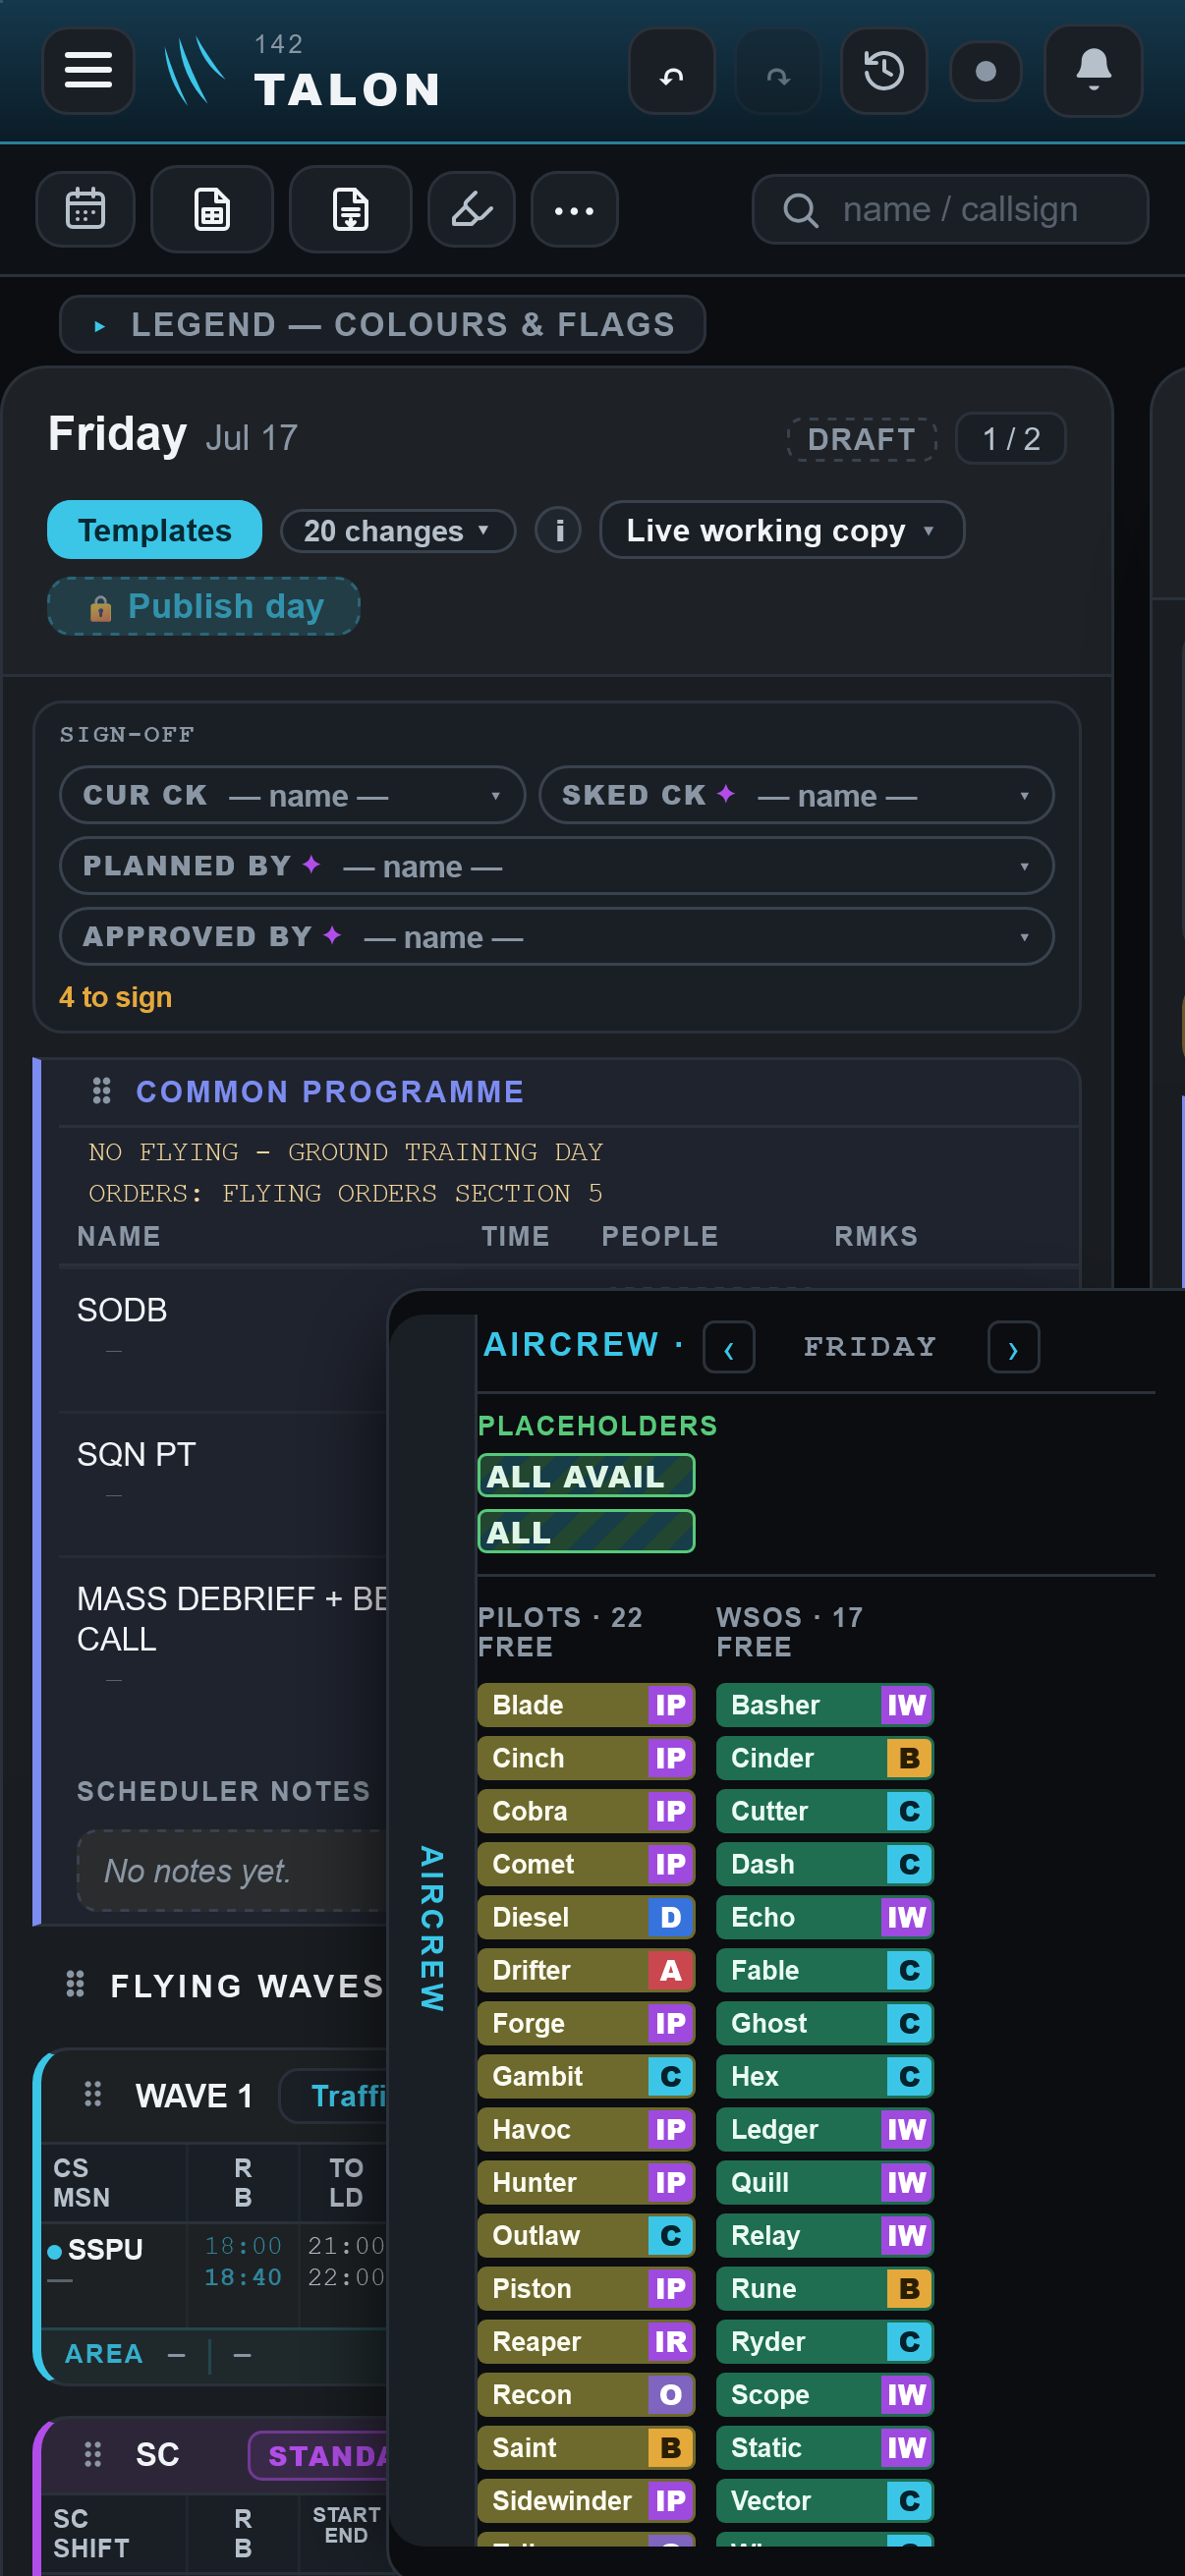 142
TALON
name / callsign
LEGEND — COLOURS & FLAGS
Friday Jul 17
DRAFT
1 / 2
Templates
20 changes
i
Live working copy
Publish day
SIGN-OFF
CUR CK — name —
SKED CK — name —
PLANNED BY — name —
APPROVED BY — name —
4 to sign
COMMON PROGRAMME
NO FLYING - GROUND TRAINING DAY
ORDERS: FLYING ORDERS SECTION 5
NAME TIME PEOPLE RMKS
SODB
—
SQN PT
—
MASS DEBRIEF + BE
CALL
—
SCHEDULER NOTES
No notes yet.
FLYING WAVES
WAVE 1 Traffi
CS R TO
MSN B LD
SSPU 18:00 21:00
— 18:40 22:00
AREA — —
SC STANDA
SC R START
SHIFT B END
AIRCREW
AIRCREW · ‹ FRIDAY ›
PLACEHOLDERS
ALL AVAIL
ALL
PILOTS · 22
FREE
WSOS · 17
FREE
Blade IP Basher IW
Cinch IP Cinder B
Cobra IP Cutter C
Comet IP Dash C
Diesel D Echo IW
Drifter A Fable C
Forge IP Ghost C
Gambit C Hex C
Havoc IP Ledger IW
Hunter IP Quill IW
Outlaw C Relay IW
Piston IP Rune B
Reaper IR Ryder C
Recon O Scope IW
Saint B Static IW
Sidewinder IP Vector C